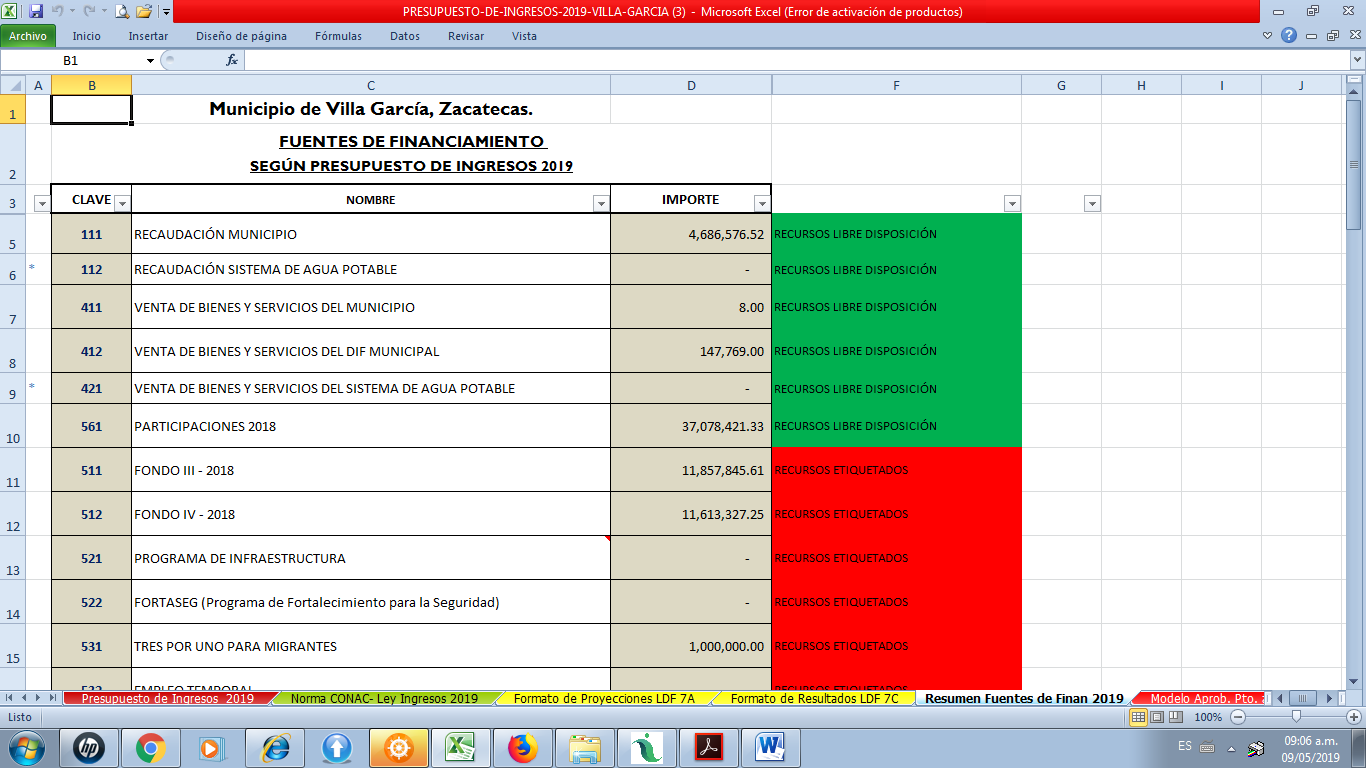 PRESUPUESTO-DE-INGRESOS-2019-VILLA-GARCIA (3) - Microsoft Excel (Error de activación de productos)
Archivo Inicio Insertar Diseño de página Fórmulas Datos Revisar Vista
B1 fx
A B C D F G H I J
1 Municipio de Villa García, Zacatecas.
FUENTES DE FINANCIAMIENTO
2 SEGÚN PRESUPUESTO DE INGRESOS 2019
3 CLAVE NOMBRE IMPORTE
5 111 RECAUDACIÓN MUNICIPIO 4,686,576.52 RECURSOS LIBRE DISPOSICIÓN
6 * 112 RECAUDACIÓN SISTEMA DE AGUA POTABLE - RECURSOS LIBRE DISPOSICIÓN
7 411 VENTA DE BIENES Y SERVICIOS DEL MUNICIPIO 8.00 RECURSOS LIBRE DISPOSICIÓN
8 412 VENTA DE BIENES Y SERVICIOS DEL DIF MUNICIPAL 147,769.00 RECURSOS LIBRE DISPOSICIÓN
9 * 421 VENTA DE BIENES Y SERVICIOS DEL SISTEMA DE AGUA POTABLE - RECURSOS LIBRE DISPOSICIÓN
10 561 PARTICIPACIONES 2018 37,078,421.33 RECURSOS LIBRE DISPOSICIÓN
11 511 FONDO III - 2018 11,857,845.61 RECURSOS ETIQUETADOS
12 512 FONDO IV - 2018 11,613,327.25 RECURSOS ETIQUETADOS
13 521 PROGRAMA DE INFRAESTRUCTURA - RECURSOS ETIQUETADOS
14 522 FORTASEG (Programa de Fortalecimiento para la Seguridad) - RECURSOS ETIQUETADOS
15 531 TRES POR UNO PARA MIGRANTES 1,000,000.00 RECURSOS ETIQUETADOS
532 EMPLEO TEMPORAL RECURSOS ETIQUETADOS
Presupuesto de Ingresos 2019 Norma CONAC- Ley Ingresos 2019 Formato de Proyecciones LDF 7A Formato de Resultados LDF 7C Resumen Fuentes de Finan 2019 Modelo Aprob. Pto.
Listo 100%
ES 09:06 a.m.
09/05/2019